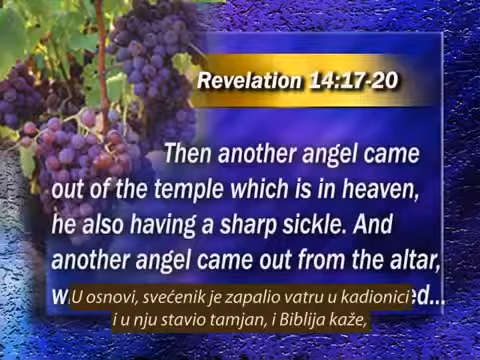 Revelation 14:17-20
Then another angel came
out of the temple which is in heaven,
he also having a sharp sickle. And
another angel came out from the altar,
U osnovi, svećenik je zapalio vatru u kadionici
i u nju stavio tamjan, i Biblija kaže,